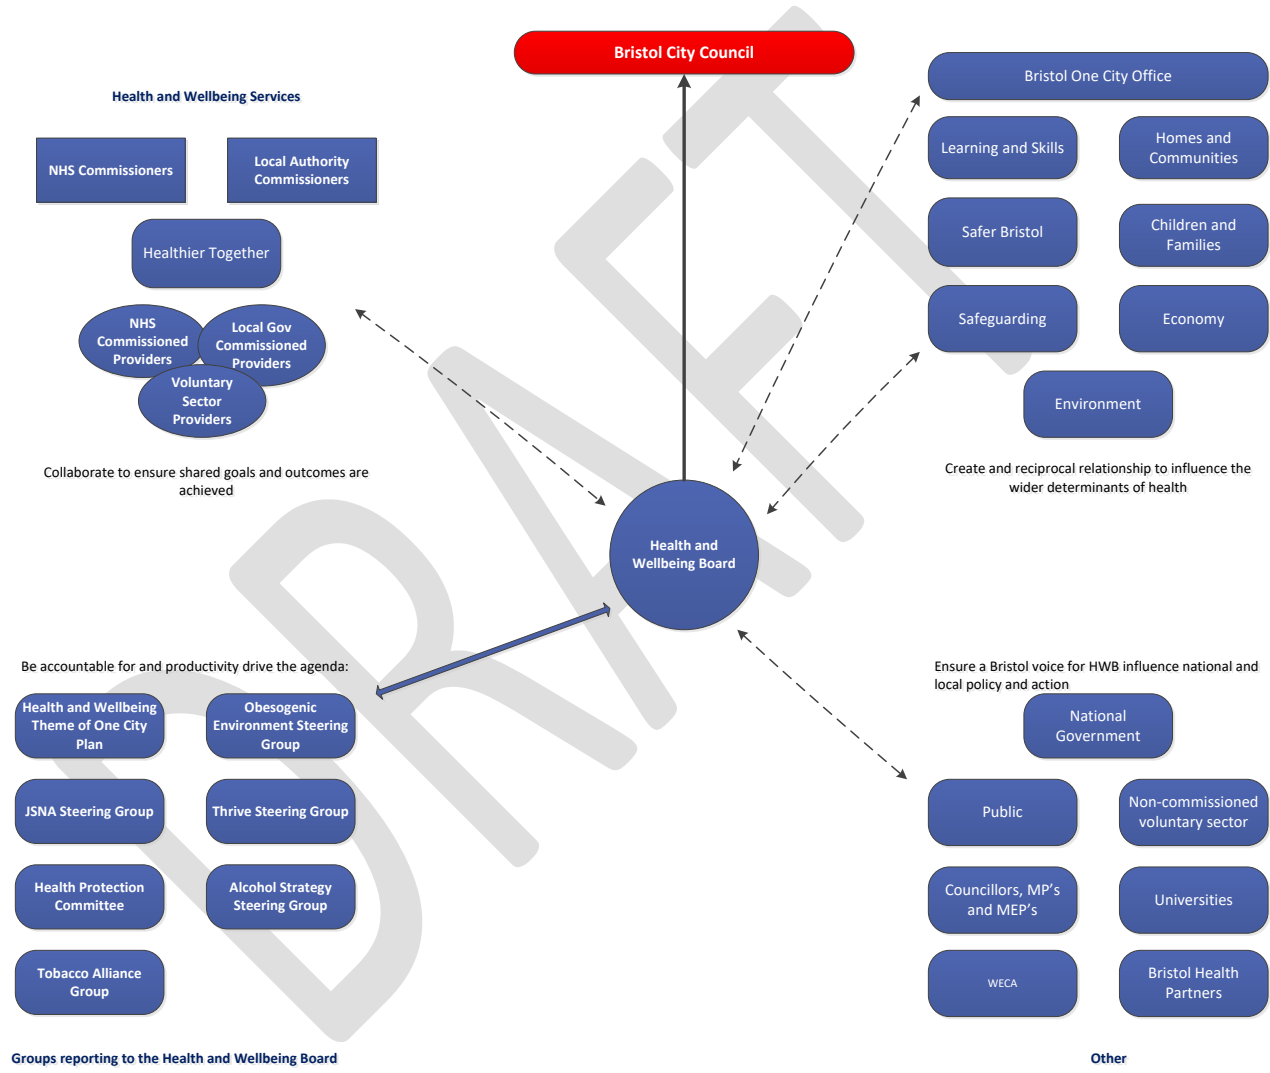 Bristol City Council
Health and Wellbeing Services
NHS Commissioners
Local Authority
Commissioners
Healthier Together
NHS
Commissioned
Providers
Local Gov
Commissioned
Providers
Voluntary
Sector
Providers
Collaborate to ensure shared goals and outcomes are
achieved
Bristol One City Office
Learning and Skills
Homes and
Communities
Safer Bristol
Children and
Families
Safeguarding
Economy
Environment
Create and reciprocal relationship to influence the
wider determinants of health
Health and
Wellbeing Board
Be accountable for and productivity drive the agenda:
Health and Wellbeing
Theme of One City
Plan
Obesogenic
Environment Steering
Group
JSNA Steering Group
Thrive Steering Group
Health Protection
Committee
Alcohol Strategy
Steering Group
Tobacco Alliance
Group
Groups reporting to the Health and Wellbeing Board
Ensure a Bristol voice for HWB influence national and
local policy and action
National
Government
Public
Non-commissioned
voluntary sector
Councillors, MP's
and MEP's
Universities
WECA
Bristol Health
Partners
Other
DRAFT